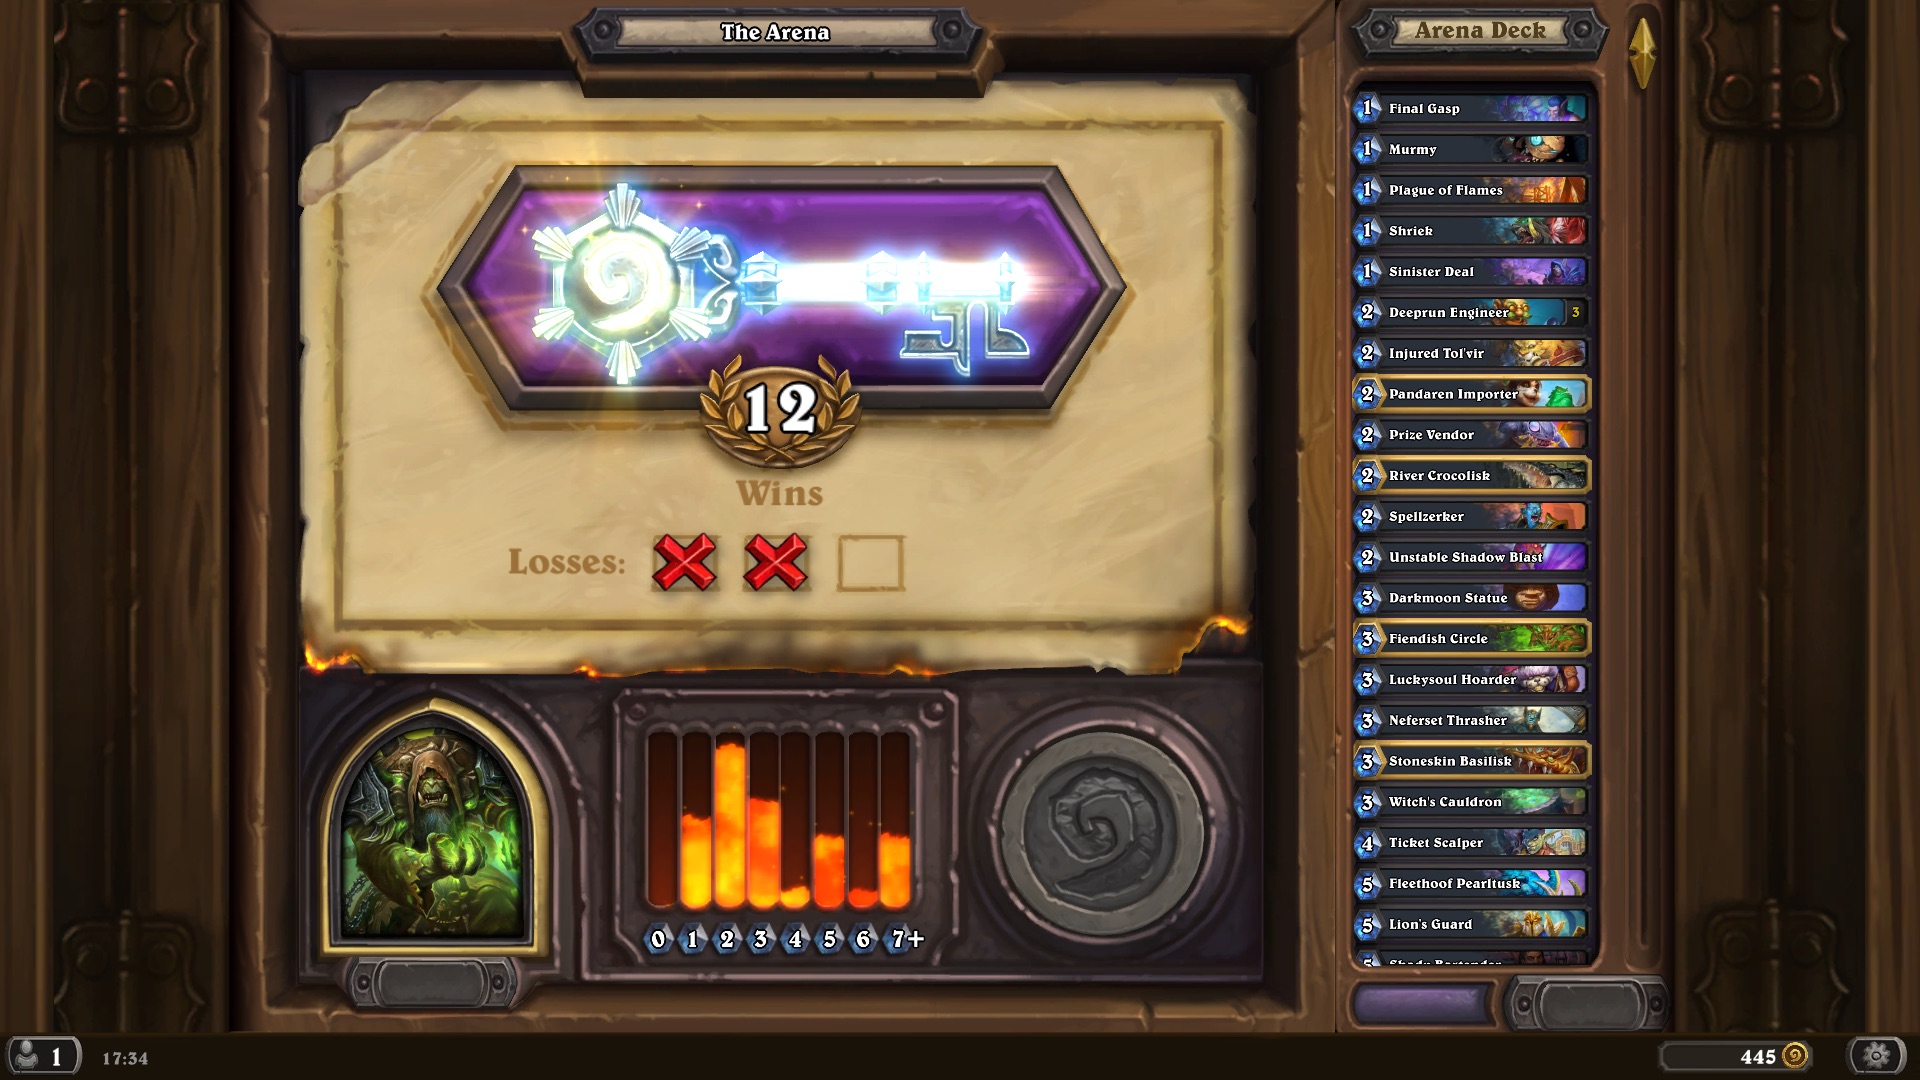 The Arena
12
Wins
Losses:
0 1 2 3 4 5 6 7+
Arena Deck
1 Final Gasp
1 Murmy
1 Plague of Flames
1 Shriek
1 Sinister Deal
2 Deeprun Engineer 3
2 Injured Tol'vir
2 Pandaren Importer
2 Prize Vendor
2 River Crocolisk
2 Spellzerker
2 Unstable Shadow Blast
3 Darkmoon Statue
3 Fiendish Circle
3 Luckysoul Hoarder
3 Neferset Thrasher
3 Stoneskin Basilisk
3 Witch's Cauldron
4 Ticket Scalper
5 Fleethoof Pearltusk
5 Lion's Guard
5 Shady Bartender
1
17:34
445